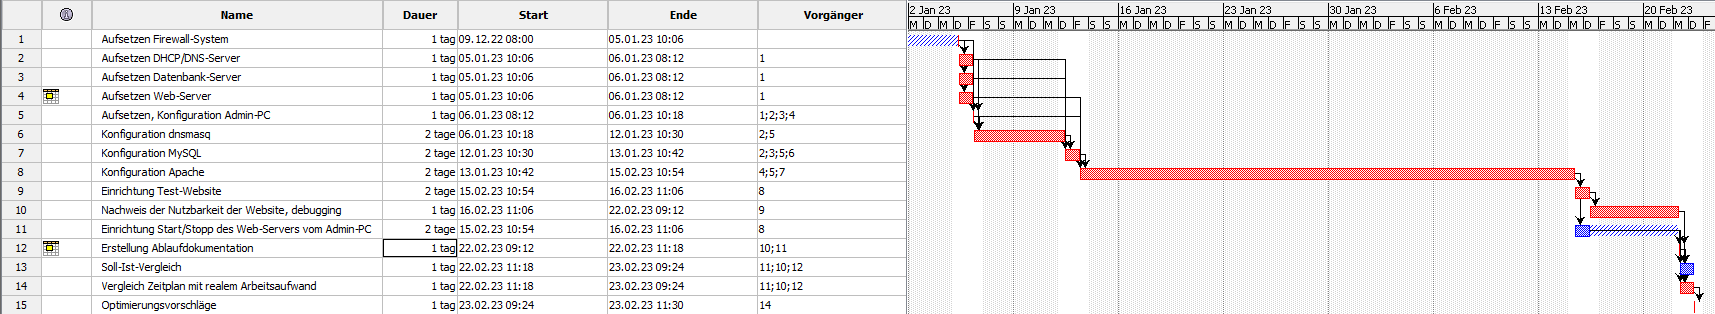 Name Dauer Start Ende Vorgänger
2 Jan 23 9 Jan 23 16 Jan 23 23 Jan 23 30 Jan 23 6 Feb 23 13 Feb 23 20 Feb 23
M D M D F S S M D M D F S S M D M D F S S M D M D F S S M D M D F S S M D M D F S S M D M D F S S M D M D F
1 Aufsetzen Firewall-System 1 tag 09.12.22 08:00 05.01.23 10:06
2 Aufsetzen DHCP/DNS-Server 1 tag 05.01.23 10:06 06.01.23 08:12 1
3 Aufsetzen Datenbank-Server 1 tag 05.01.23 10:06 06.01.23 08:12 1
4 Aufsetzen Web-Server 1 tag 05.01.23 10:06 06.01.23 08:12 1
5 Aufsetzen, Konfiguration Admin-PC 1 tag 06.01.23 08:12 06.01.23 10:18 1;2;3;4
6 Konfiguration dnsmasq 2 tage 06.01.23 10:18 12.01.23 10:30 2;5
7 Konfiguration MySQL 2 tage 12.01.23 10:30 13.01.23 10:42 2;3;5;6
8 Konfiguration Apache 2 tage 13.01.23 10:42 15.02.23 10:54 4;5;7
9 Einrichtung Test-Website 2 tage 15.02.23 10:54 16.02.23 11:06 8
10 Nachweis der Nutzbarkeit der Website, debugging 1 tag 16.02.23 11:06 22.02.23 09:12 9
11 Einrichtung Start/Stopp des Web-Servers vom Admin-PC 2 tage 15.02.23 10:54 16.02.23 11:06 8
12 Erstellung Ablaufdokumentation 1 tag 22.02.23 09:12 22.02.23 11:18 10;11
13 Soll-Ist-Vergleich 1 tag 22.02.23 11:18 23.02.23 09:24 11;10;12
14 Vergleich Zeitplan mit realem Arbeitsaufwand 1 tag 22.02.23 11:18 23.02.23 09:24 11;10;12
15 Optimierungsvorschläge 1 tag 23.02.23 09:24 23.02.23 11:30 14